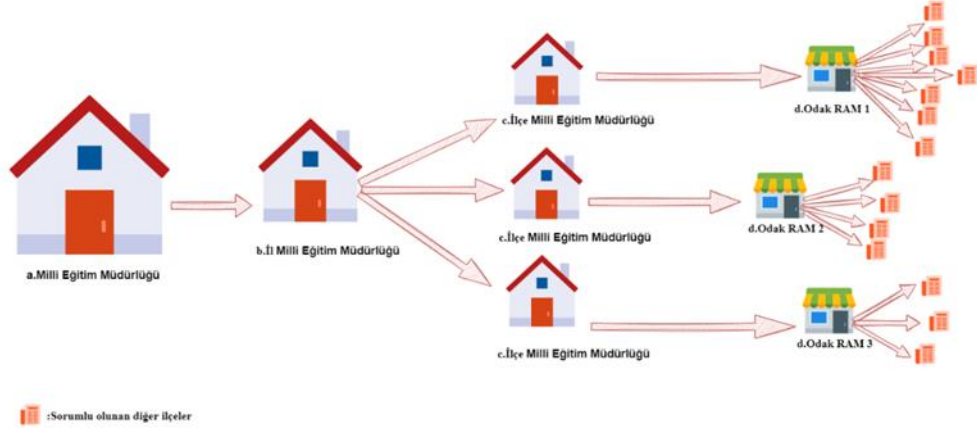 c.İlçe Milli Eğitim Müdürlüğü
d.Odak RAM 1
c.İlçe Milli Eğitim Müdürlüğü
d.Odak RAM 2
b.İl Milli Eğitim Müdürlüğü
a.Milli Eğitim Müdürlüğü
c.İlçe Milli Eğitim Müdürlüğü
d.Odak RAM 3
:Sorumlu olunan diğer ilçeler